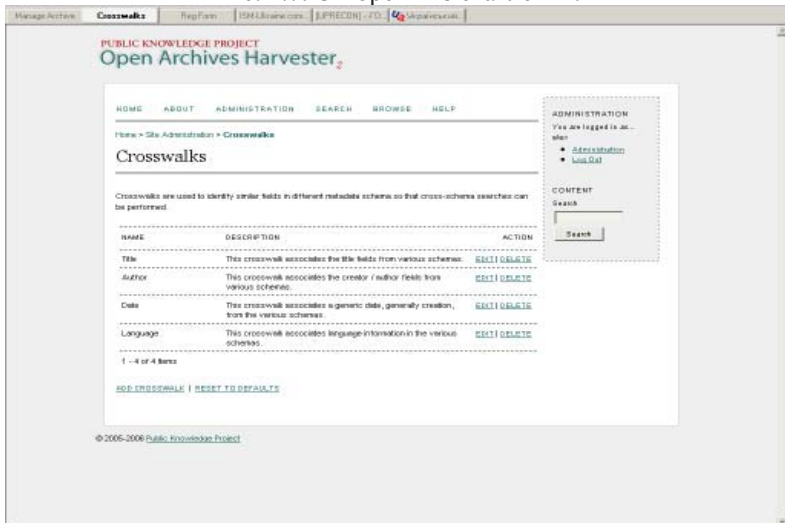 Manage Archive Crosswalks Reg Form ISM-Ukraine.com..
PUBLIC KNOWLEDGE PROJECT
Open Archives Harvester2
HOME ABOUT ADMINISTRATION SEARCH BROWSE HELP
Home > Site Administration > Crosswalks
Crosswalks
Crosswalks are used to identify similar fields in different metadata schema so that cross-schema searches can
be performed.
NAME DESCRIPTION ACTION
Title This crosswalk associates the title fields from various schemas. EDIT | DELETE
Author This crosswalk associates the creator / author fields from
various schemas. EDIT | DELETE
Date This crosswalk associates a generic date, generally creation,
from the various schemas. EDIT | DELETE
Language This crosswalk associates language information in the various
schemas. EDIT | DELETE
1 - 4 of 4 Items
ADD CROSSWALK | RESET TO DEFAULTS
ADMINISTRATION
You are logged in as...
Administration
Log Out
CONTENT
Search
Search
© 2005-2006 Public Knowledge Project